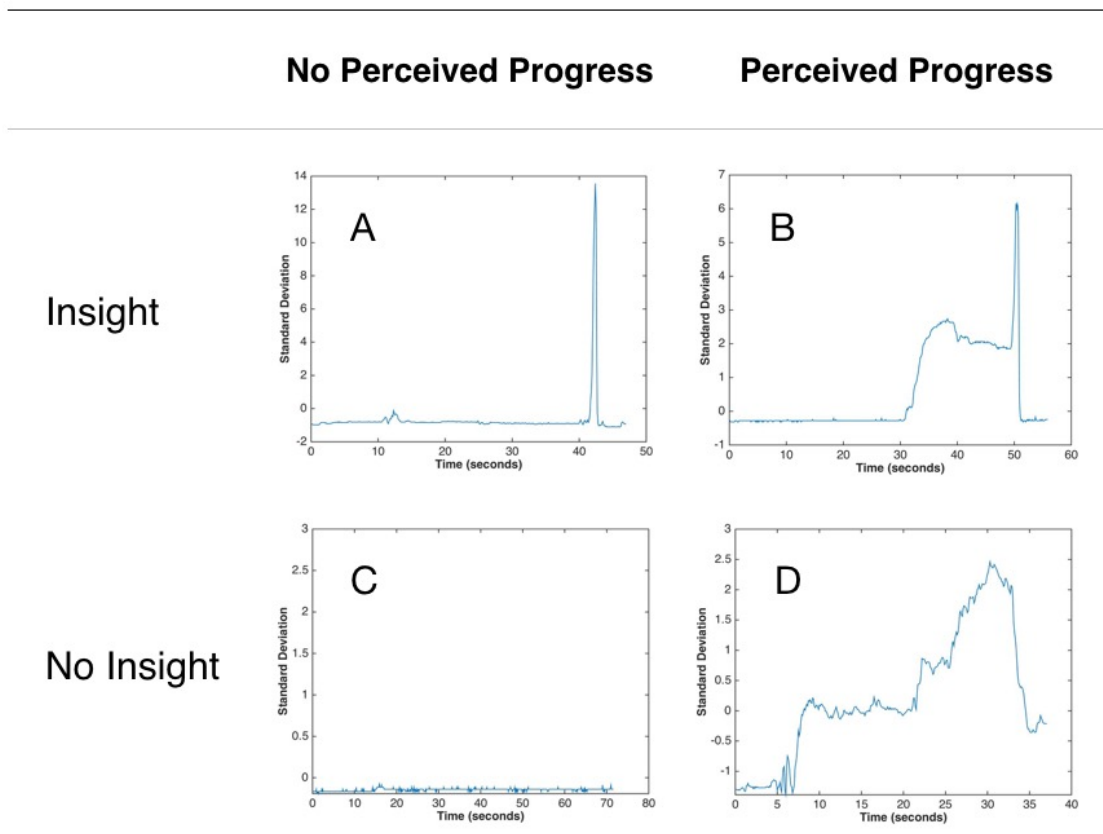 No Perceived Progress Perceived Progress
Insight
A
Standard Deviation
14
12
10
8
6
4
2
0
-2
0 10 20 30 40 50
Time (seconds)
B
Standard Deviation
7
6
5
4
3
2
1
0
-1
0 10 20 30 40 50 60
Time (seconds)
No Insight
C
Standard Deviation
3
2.5
2
1.5
1
0.5
0
0 10 20 30 40 50 60 70 80
Time (seconds)
D
Standard Deviation
3
2.5
2
1.5
1
0.5
0
-0.5
-1
0 5 10 15 20 25 30 35 40
Time (seconds)